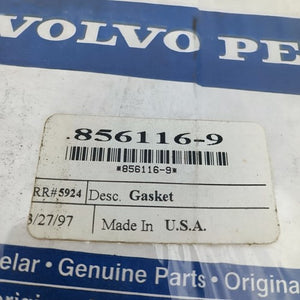 VOLVO PE
.856116-9
*856116-9*
RR#5924 Desc. Gasket
3/27/97 Made In U.S.A.
elar · Genuine Parts · Origina